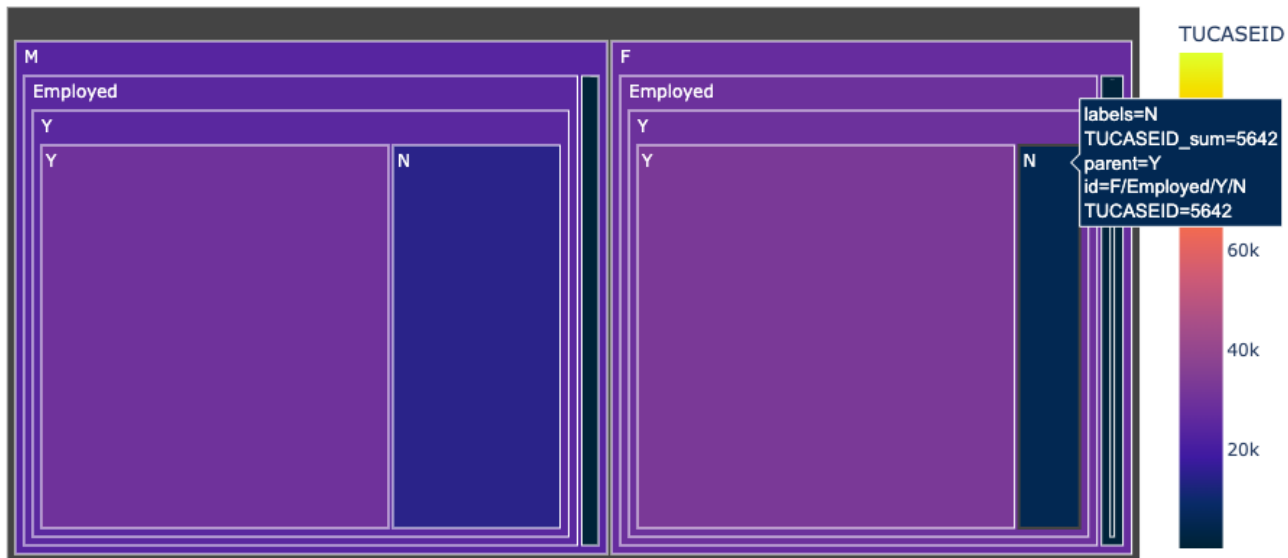 TUCASEID
M
F
Employed
Employed
Y
Y
Y
N
Y
N
labels=N
TUCASEID_sum=5642
parent=Y
id=F/Employed/Y/N
TUCASEID=5642
60k
40k
20k